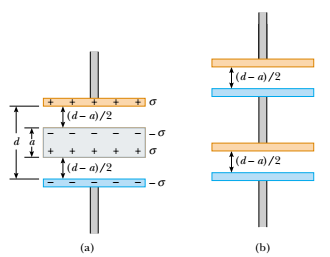 + + + + + σ
(d – a)/2
– – – – – –σ
d a
+ + + + + σ
(d – a)/2
– – – – – –σ
(a)
(d – a)/2
(d – a)/2
(b)